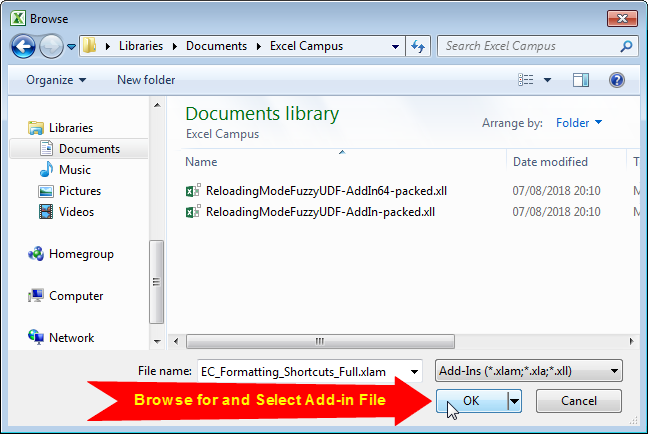 Browse
Libraries Documents Excel Campus Search Excel Campus
Organize New folder
Libraries
Documents
Music
Pictures
Videos
Homegroup
Computer
Network
Documents library
Excel Campus
Arrange by: Folder
Name Date modified T
ReloadingModeFuzzyUDF-AddIn64-packed.xll 07/08/2018 20:10 M
ReloadingModeFuzzyUDF-AddIn-packed.xll 07/08/2018 20:10 M
File name: EC_Formatting_Shortcuts_Full.xlam Add-Ins (*.xlam;*.xla;*.xll)
Browse for and Select Add-in File
OK Cancel